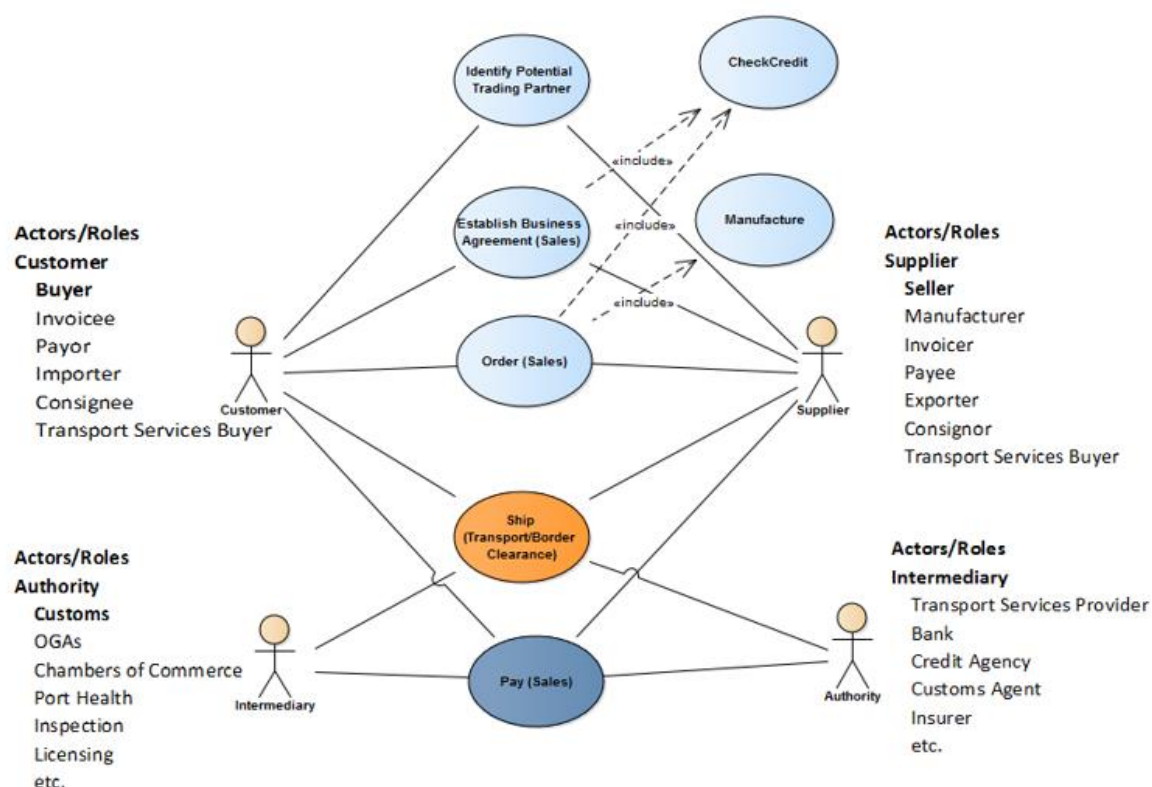 Identify Potential
Trading Partner
CheckCredit
«include»
Establish Business
Agreement (Sales)
«include»
Manufacture
«include»
Order (Sales)
Actors/Roles
Customer
Buyer
Invoicee
Payor
Importer
Consignee
Transport Services Buyer
Customer
Supplier
Actors/Roles
Supplier
Seller
Manufacturer
Invoicer
Payee
Exporter
Consignor
Transport Services Buyer
Ship
(Transport/Border
Clearance)
Actors/Roles
Authority
Customs
OGAs
Chambers of Commerce
Port Health
Inspection
Licensing
etc.
Intermediary
Pay (Sales)
Authority
Actors/Roles
Intermediary
Transport Services Provider
Bank
Credit Agency
Customs Agent
Insurer
etc.